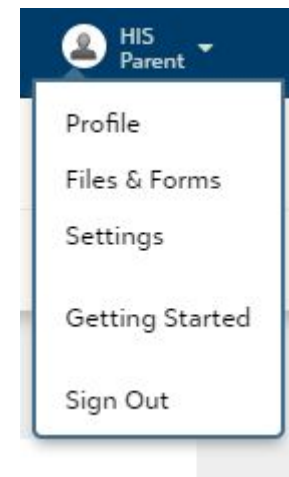 HIS
Parent
Profile
Files & Forms
Settings
Getting Started
Sign Out